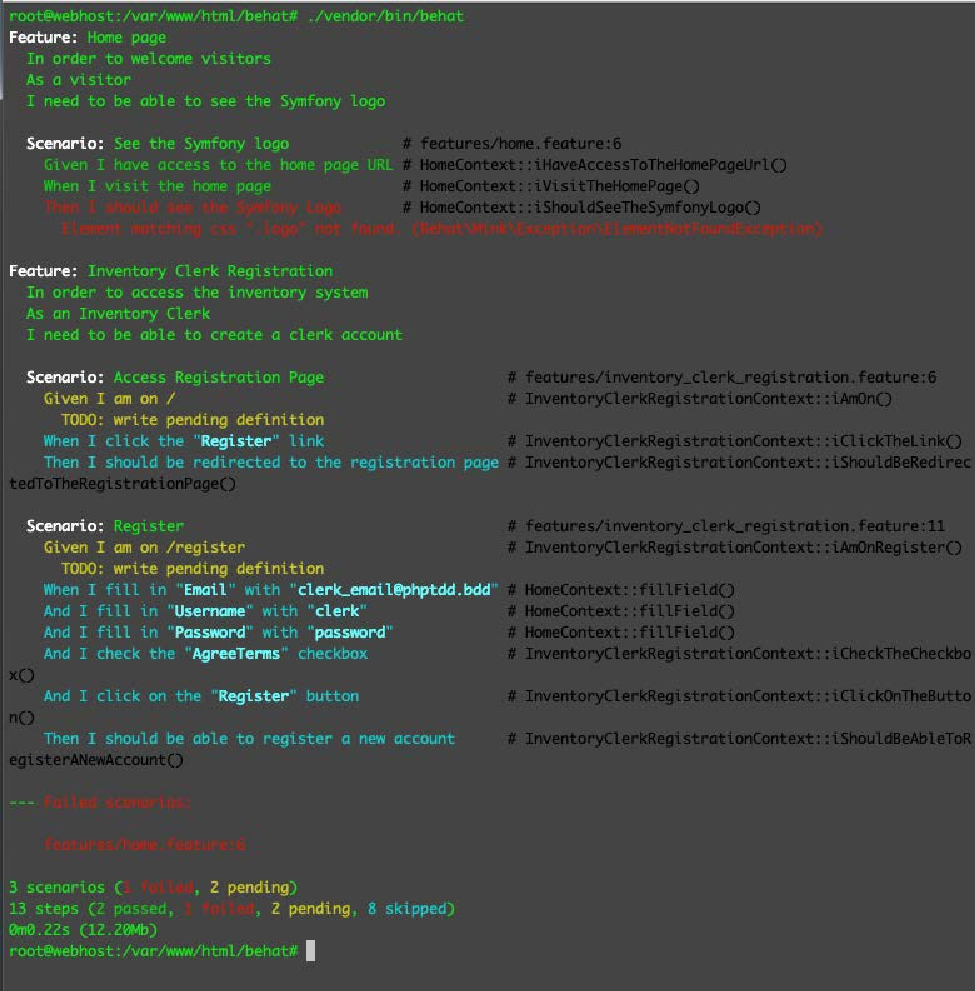 root@webhost:/var/www/html/behat# ./vendor/bin/behat
Feature: Home page
In order to welcome visitors
As a visitor
I need to be able to see the Symfony logo
Scenario: See the Symfony logo # features/home.feature:6
Given I have access to the home page URL # HomeContext::iHaveAccessToTheHomePageUrl()
When I visit the home page # HomeContext::iVisitTheHomePage()
Then I should see the Symfony Logo # HomeContext::iShouldSeeTheSymfonyLogo()
Element matching css ".logo" not found. (Behat\Mink\Exception\ElementNotFoundException)
Feature: Inventory Clerk Registration
In order to access the inventory system
As an Inventory Clerk
I need to be able to create a clerk account
Scenario: Access Registration Page # features/inventory_clerk_registration.feature:6
Given I am on / # InventoryClerkRegistrationContext::iAmOn()
TODO: write pending definition
When I click the "Register" link # InventoryClerkRegistrationContext::iClickTheLink()
Then I should be redirected to the registration page # InventoryClerkRegistrationContext::iShouldBeRedirec
tedToTheRegistrationPage()
Scenario: Register # features/inventory_clerk_registration.feature:11
Given I am on /register # InventoryClerkRegistrationContext::iAmOnRegister()
TODO: write pending definition
When I fill in "Email" with "clerk_email@phptdd.bdd" # HomeContext::fillField()
And I fill in "Username" with "clerk" # HomeContext::fillField()
And I fill in "Password" with "password" # HomeContext::fillField()
And I check the "AgreeTerms" checkbox # InventoryClerkRegistrationContext::iCheckTheCheckbo
x()
And I click on the "Register" button # InventoryClerkRegistrationContext::iClickOnTheButto
n()
Then I should be able to register a new account # InventoryClerkRegistrationContext::iShouldBeAbleToR
egisterANewAccount()
--- Failed scenarios:
features/home.feature:6
3 scenarios (1 failed, 2 pending)
13 steps (2 passed, 1 failed, 2 pending, 8 skipped)
0m0.22s (12.20Mb)
root@webhost:/var/www/html/behat#